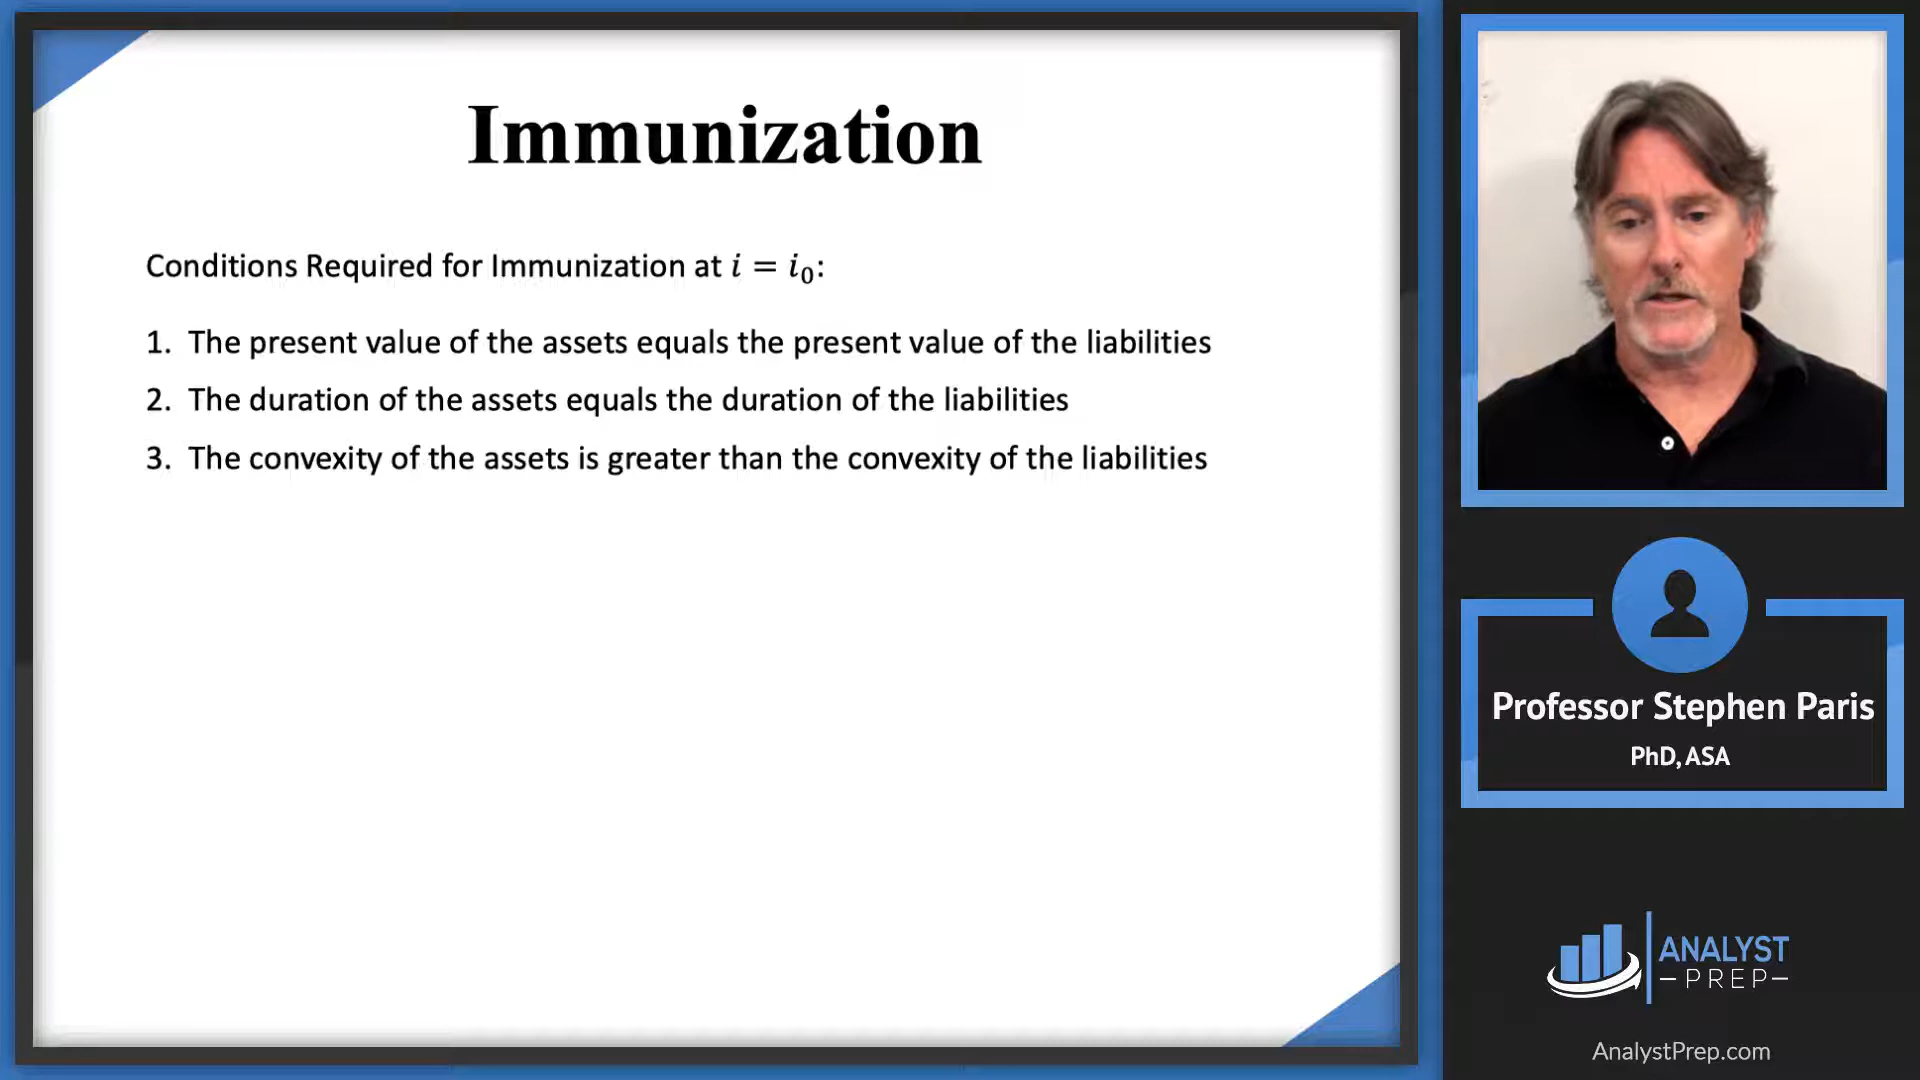 Immunization
Conditions Required for Immunization at i = i₀:
1. The present value of the assets equals the present value of the liabilities
2. The duration of the assets equals the duration of the liabilities
3. The convexity of the assets is greater than the convexity of the liabilities
Professor Stephen Paris
PhD, ASA
ANALYST
PREP
AnalystPrep.com